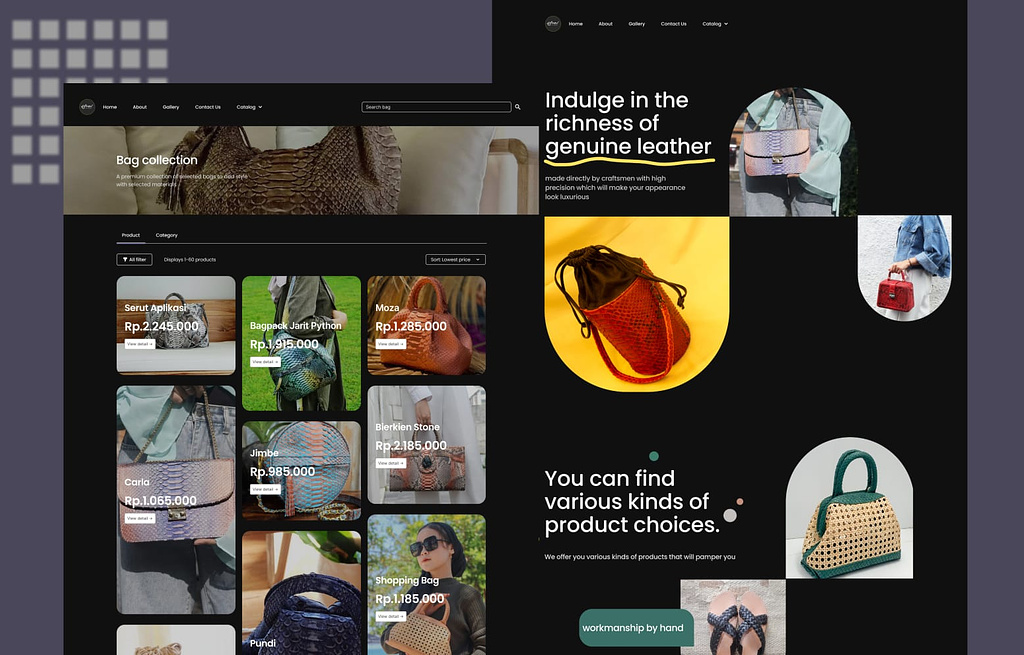 Home About Gallery Contact Us Catalog
Search bag
Bag collection
A premium collection of selected bags to add style
with selected materials
Product Category
All filter
Displays 1-60 products
Sort: Lowest price
Serut Aplikasi
Rp.2.245.000
View detail →
Bagpack Jarit Python
Rp.1.915.000
View detail →
Moza
Rp.1.285.000
View detail →
Carla
Rp.1.065.000
View detail →
Jimbe
Rp.985.000
View detail →
Bierkien Stone
Rp.2.185.000
View detail →
Shopping Bag
Rp.1.185.000
View detail →
Pundi
Home About Gallery Contact Us Catalog
Indulge in the
richness of
genuine leather
made directly by craftsmen with high
precision which will make your appearance
look luxurious
You can find
various kinds of
product choices.
We offer you various kinds of products that will pamper you
workmanship by hand